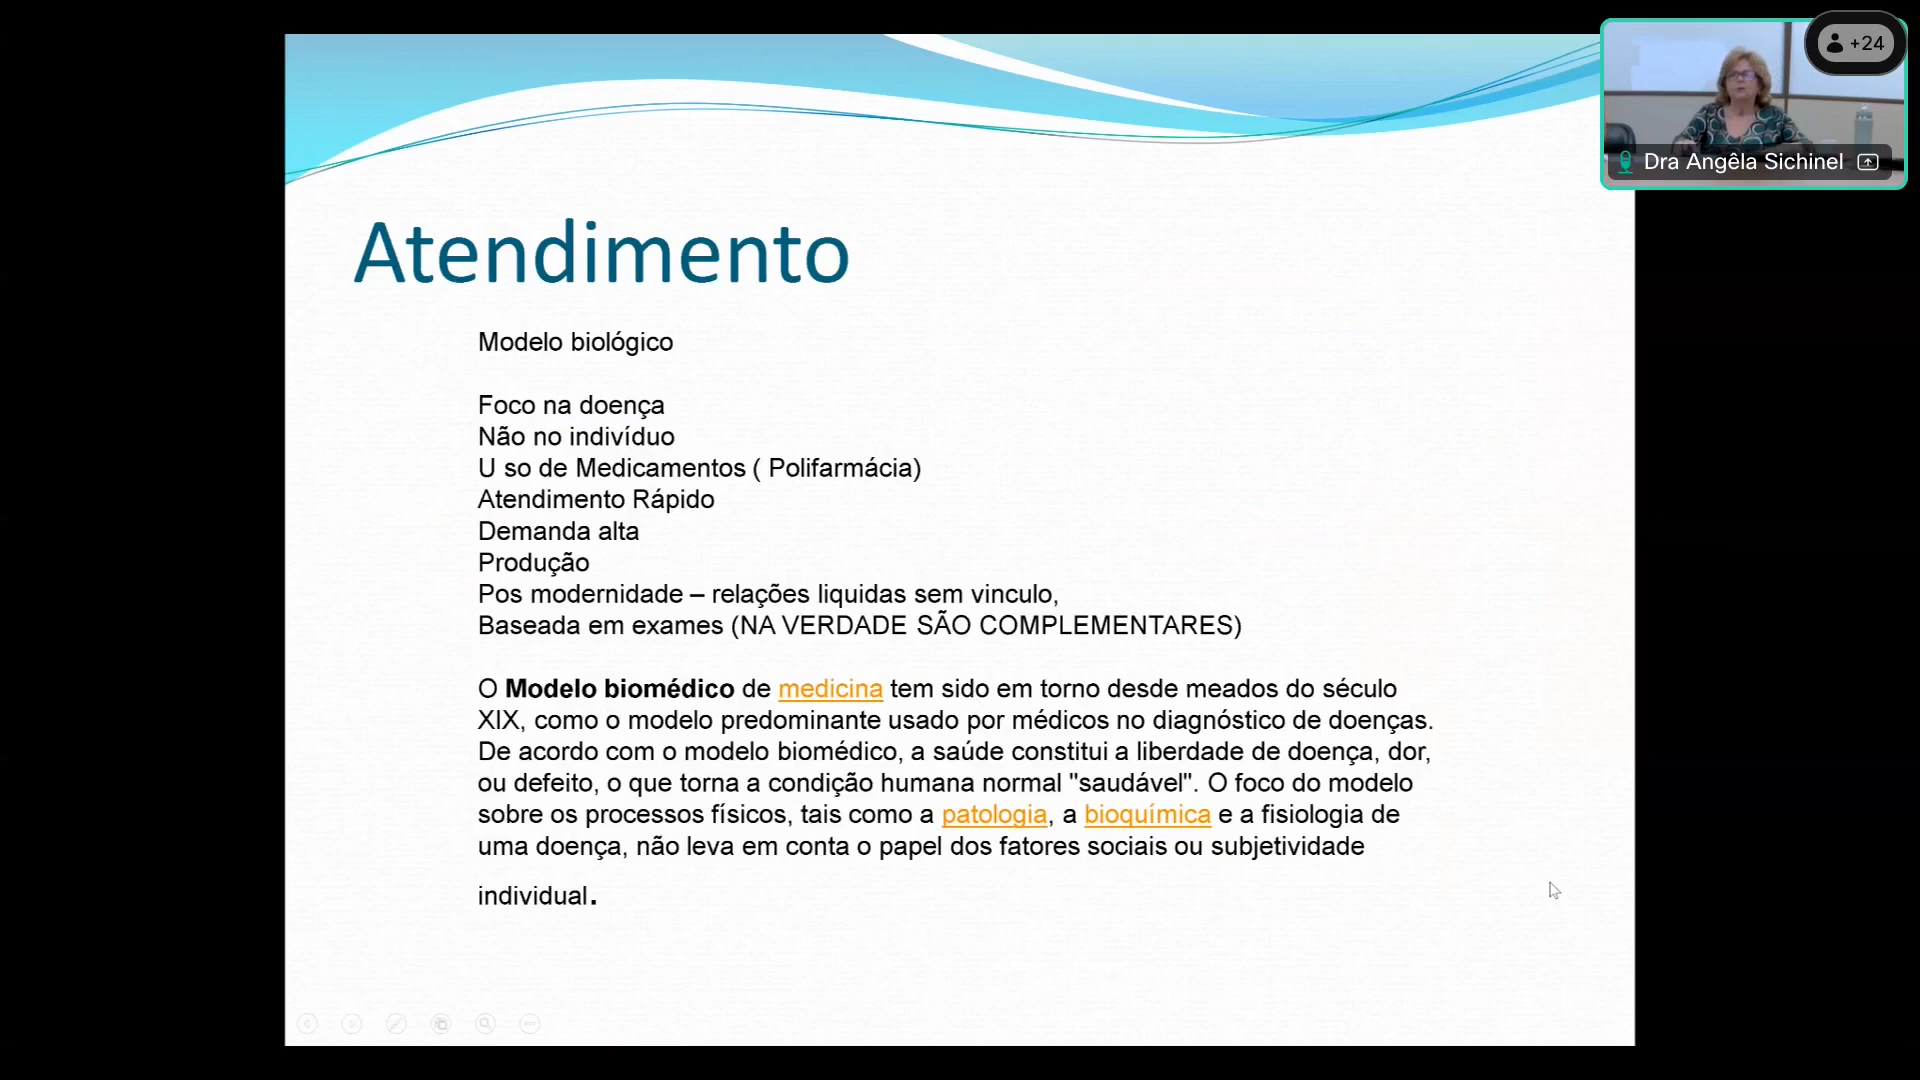 +24
Dra Angêla Sichinel
Atendimento
Modelo biológico
Foco na doença
Não no indivíduo
U so de Medicamentos ( Polifarmácia)
Atendimento Rápido
Demanda alta
Produção
Pos modernidade – relações liquidas sem vinculo,
Baseada em exames (NA VERDADE SÃO COMPLEMENTARES)
O Modelo biomédico de medicina tem sido em torno desde meados do século
XIX, como o modelo predominante usado por médicos no diagnóstico de doenças.
De acordo com o modelo biomédico, a saúde constitui a liberdade de doença, dor,
ou defeito, o que torna a condição humana normal "saudável". O foco do modelo
sobre os processos físicos, tais como a patologia, a bioquímica e a fisiologia de
uma doença, não leva em conta o papel dos fatores sociais ou subjetividade
individual.